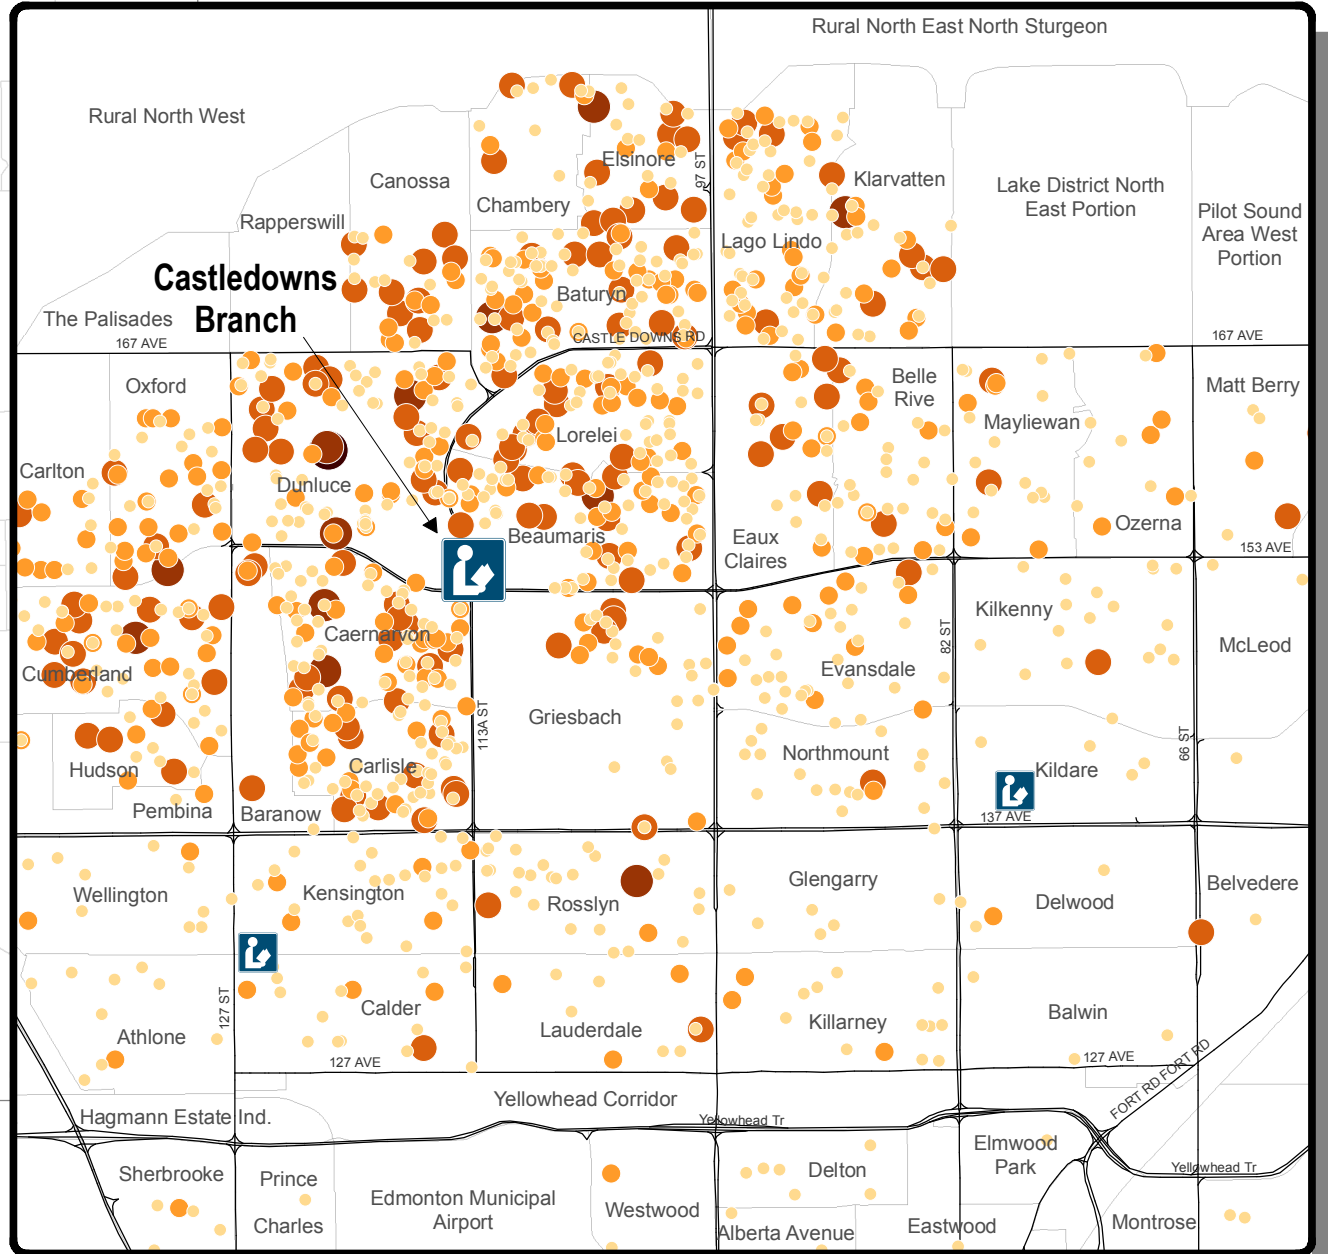 Rural North East North Sturgeon
Rural North West
Elsinore
97 ST
Canossa
Klarvatten
Lake District North
East Portion
Chambery
Pilot Sound
Area West
Portion
Rapperswill
Lago Lindo
Castledowns
Branch
Baturyn
The Palisades
167 AVE
CASTLE DOWNS RD
167 AVE
Oxford
Belle
Rive
Matt Berry
Mayliewan
Lorelei
Carlton
Dunluce
Ozerna
Beaumaris
Eaux
Claires
153 AVE
Kilkenny
Caernarvon
82 ST
McLeod
Cumberland
Evansdale
Griesbach
113A ST
66 ST
Northmount
Hudson
Carlisle
Kildare
Pembina
Baranow
137 AVE
Wellington
Kensington
Rosslyn
Glengarry
Delwood
Belvedere
127 ST
Calder
Athlone
Lauderdale
Killarney
Balwin
127 AVE
127 AVE
FORT RD FORT RD
Hagmann Estate Ind.
Yellowhead Corridor
Yellowhead Tr
Elmwood
Park
Yellowhead Tr
Sherbrooke
Prince
Charles
Edmonton Municipal
Airport
Westwood
Delton
Alberta Avenue
Eastwood
Montrose